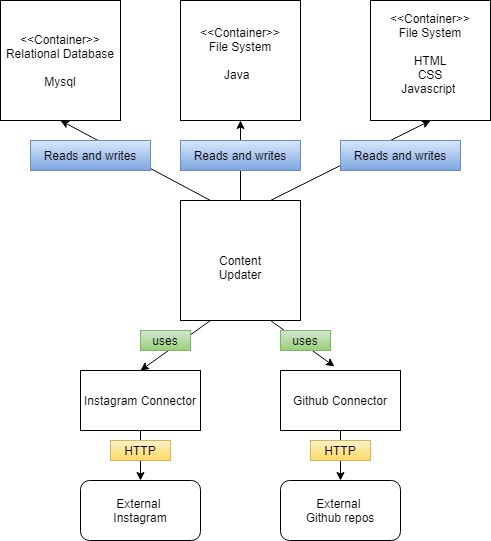 <<Container>>
Relational Database
Mysql
<<Container>>
File System
Java
<<Container>>
File System
HTML
CSS
Javascript
Reads and writes
Reads and writes
Reads and writes
Content
Updater
uses
uses
Instagram Connector
Github Connector
HTTP
HTTP
External
Instagram
External
Github repos